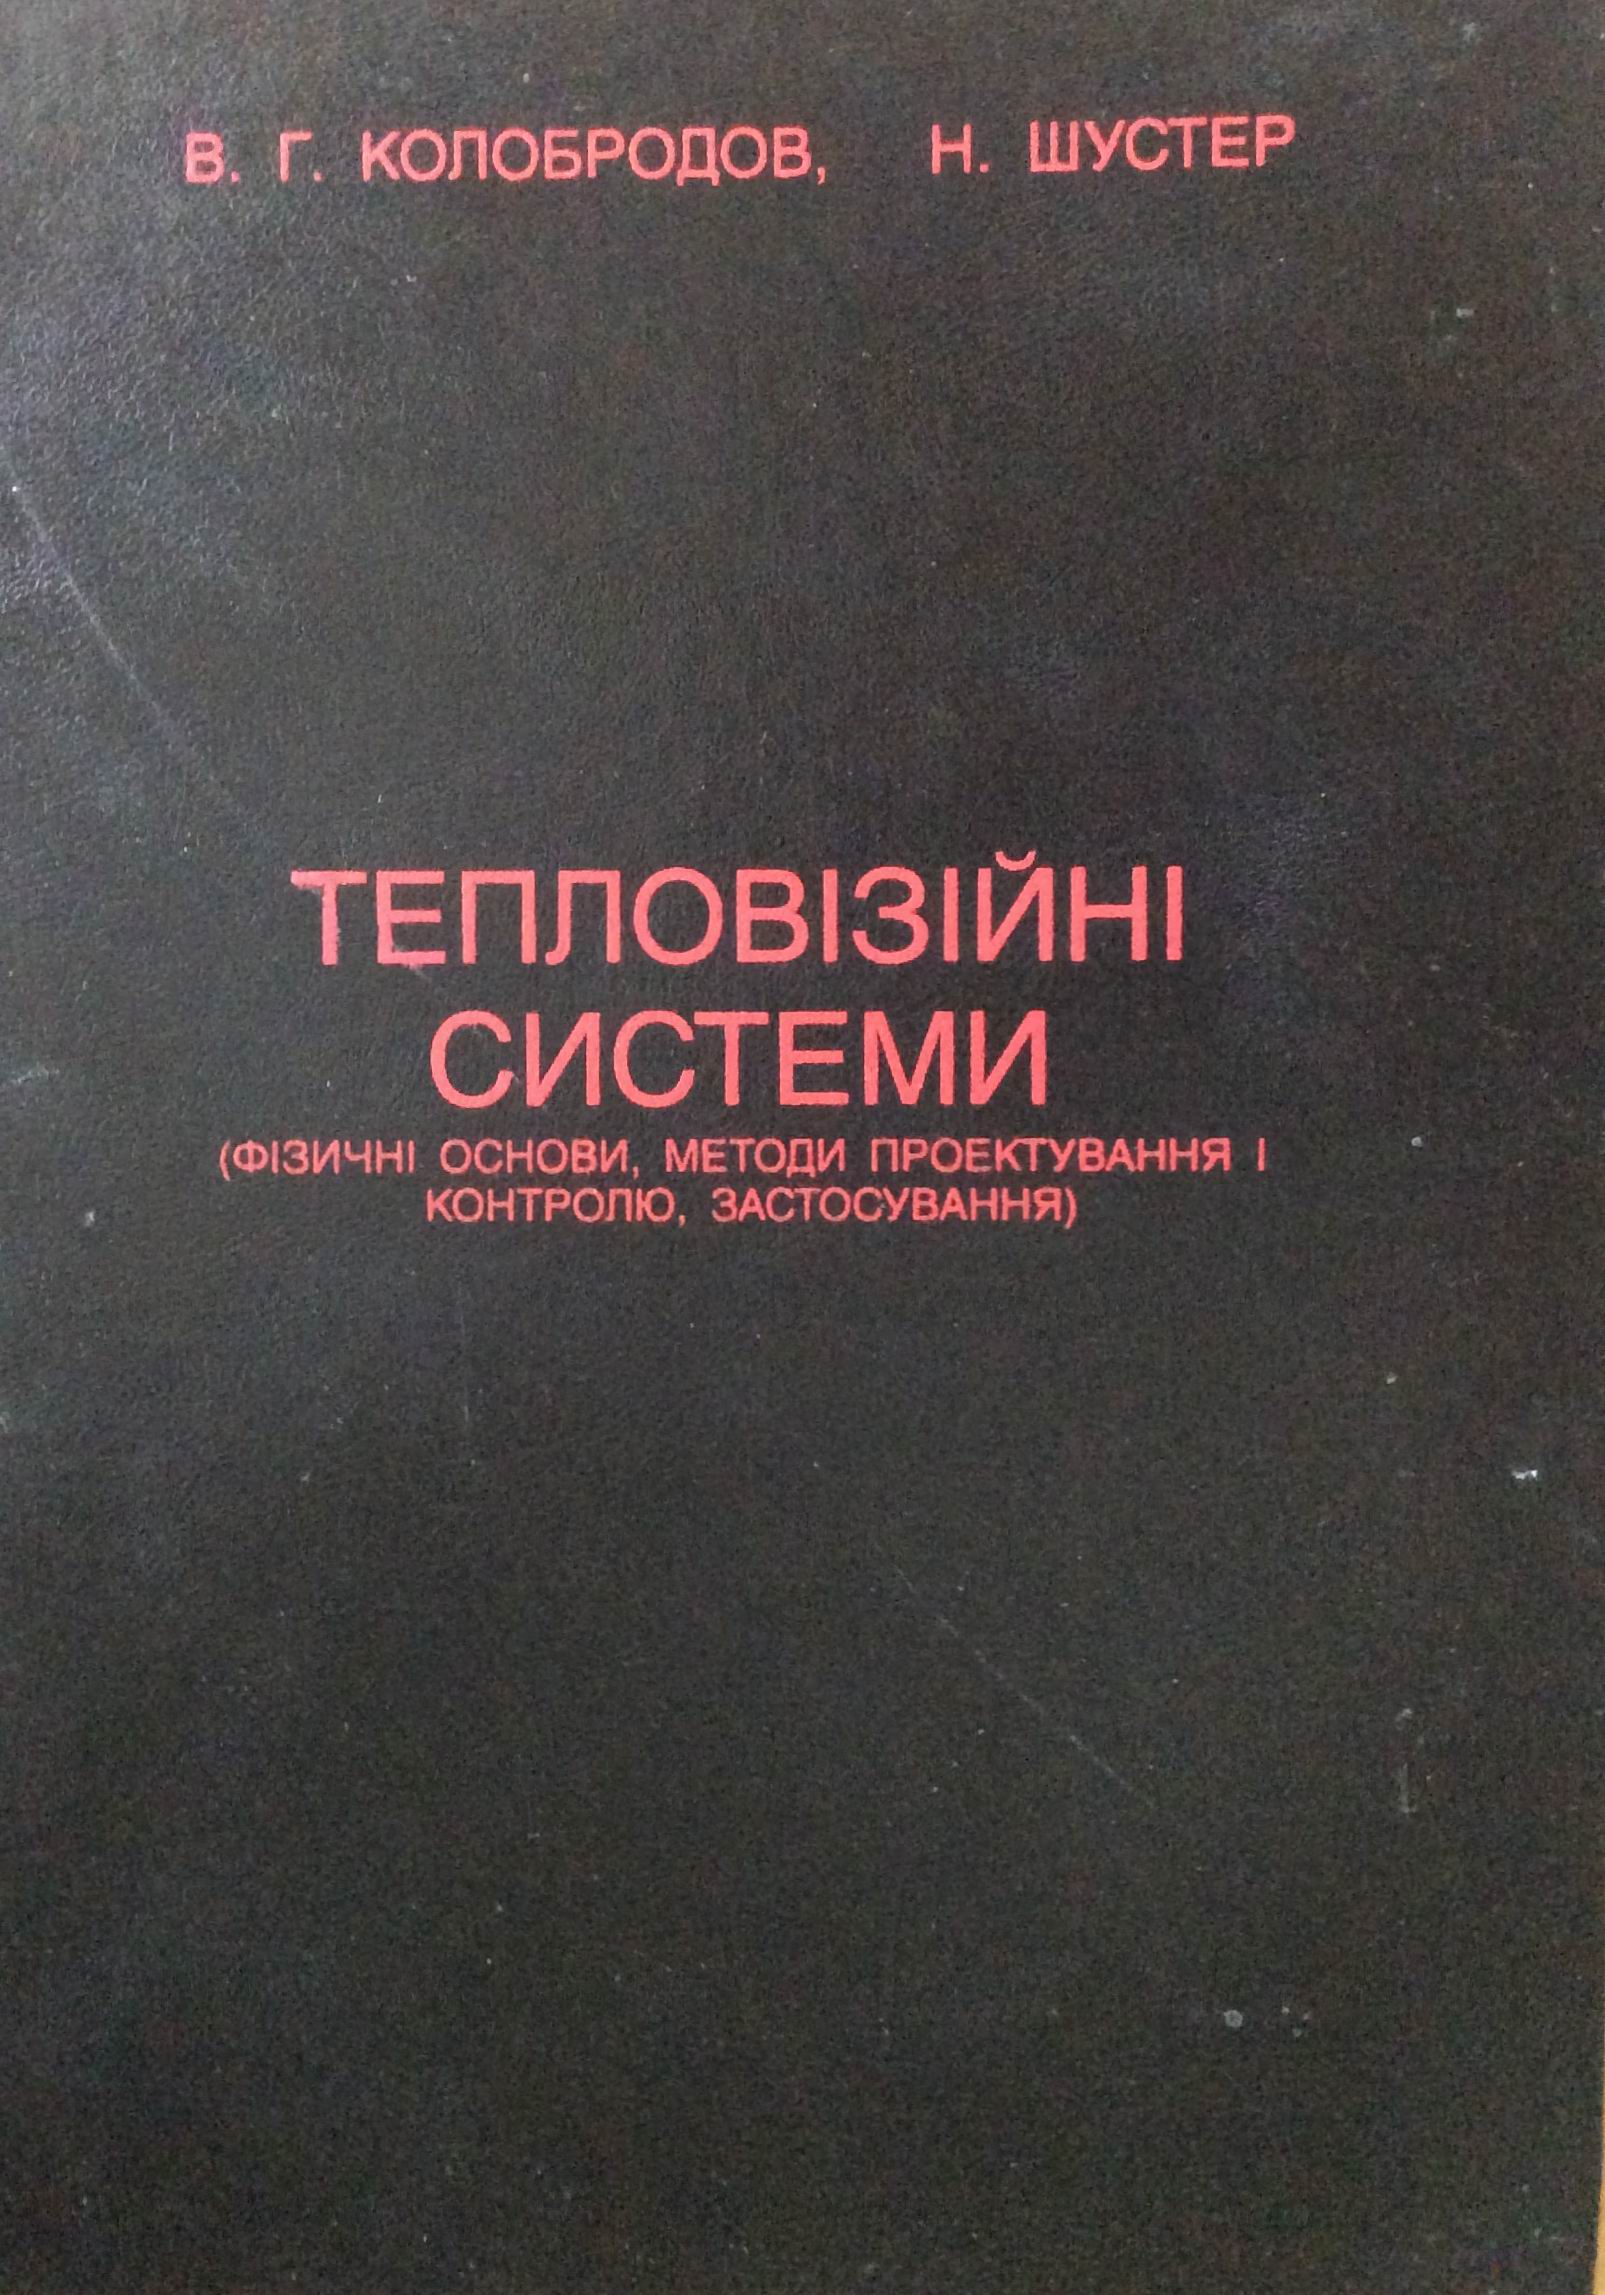 В. Г. КОЛОБРОДОВ, Н. ШУСТЕР
ТЕПЛОВІЗІЙНІ
СИСТЕМИ
(ФІЗИЧНІ ОСНОВИ, МЕТОДИ ПРОЕКТУВАННЯ І
КОНТРОЛЮ, ЗАСТОСУВАННЯ)